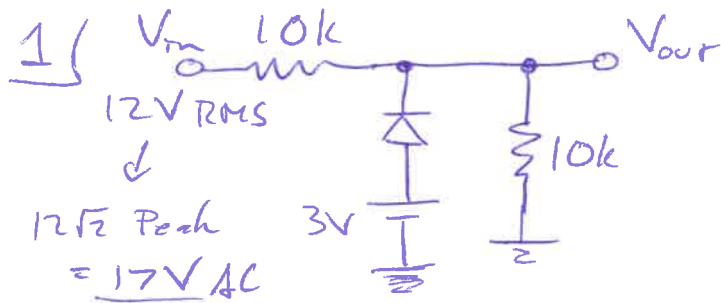 1) Vin 10k Vout
12V RMS
10k
↓
12√2 Peak
3V
= 17V AC